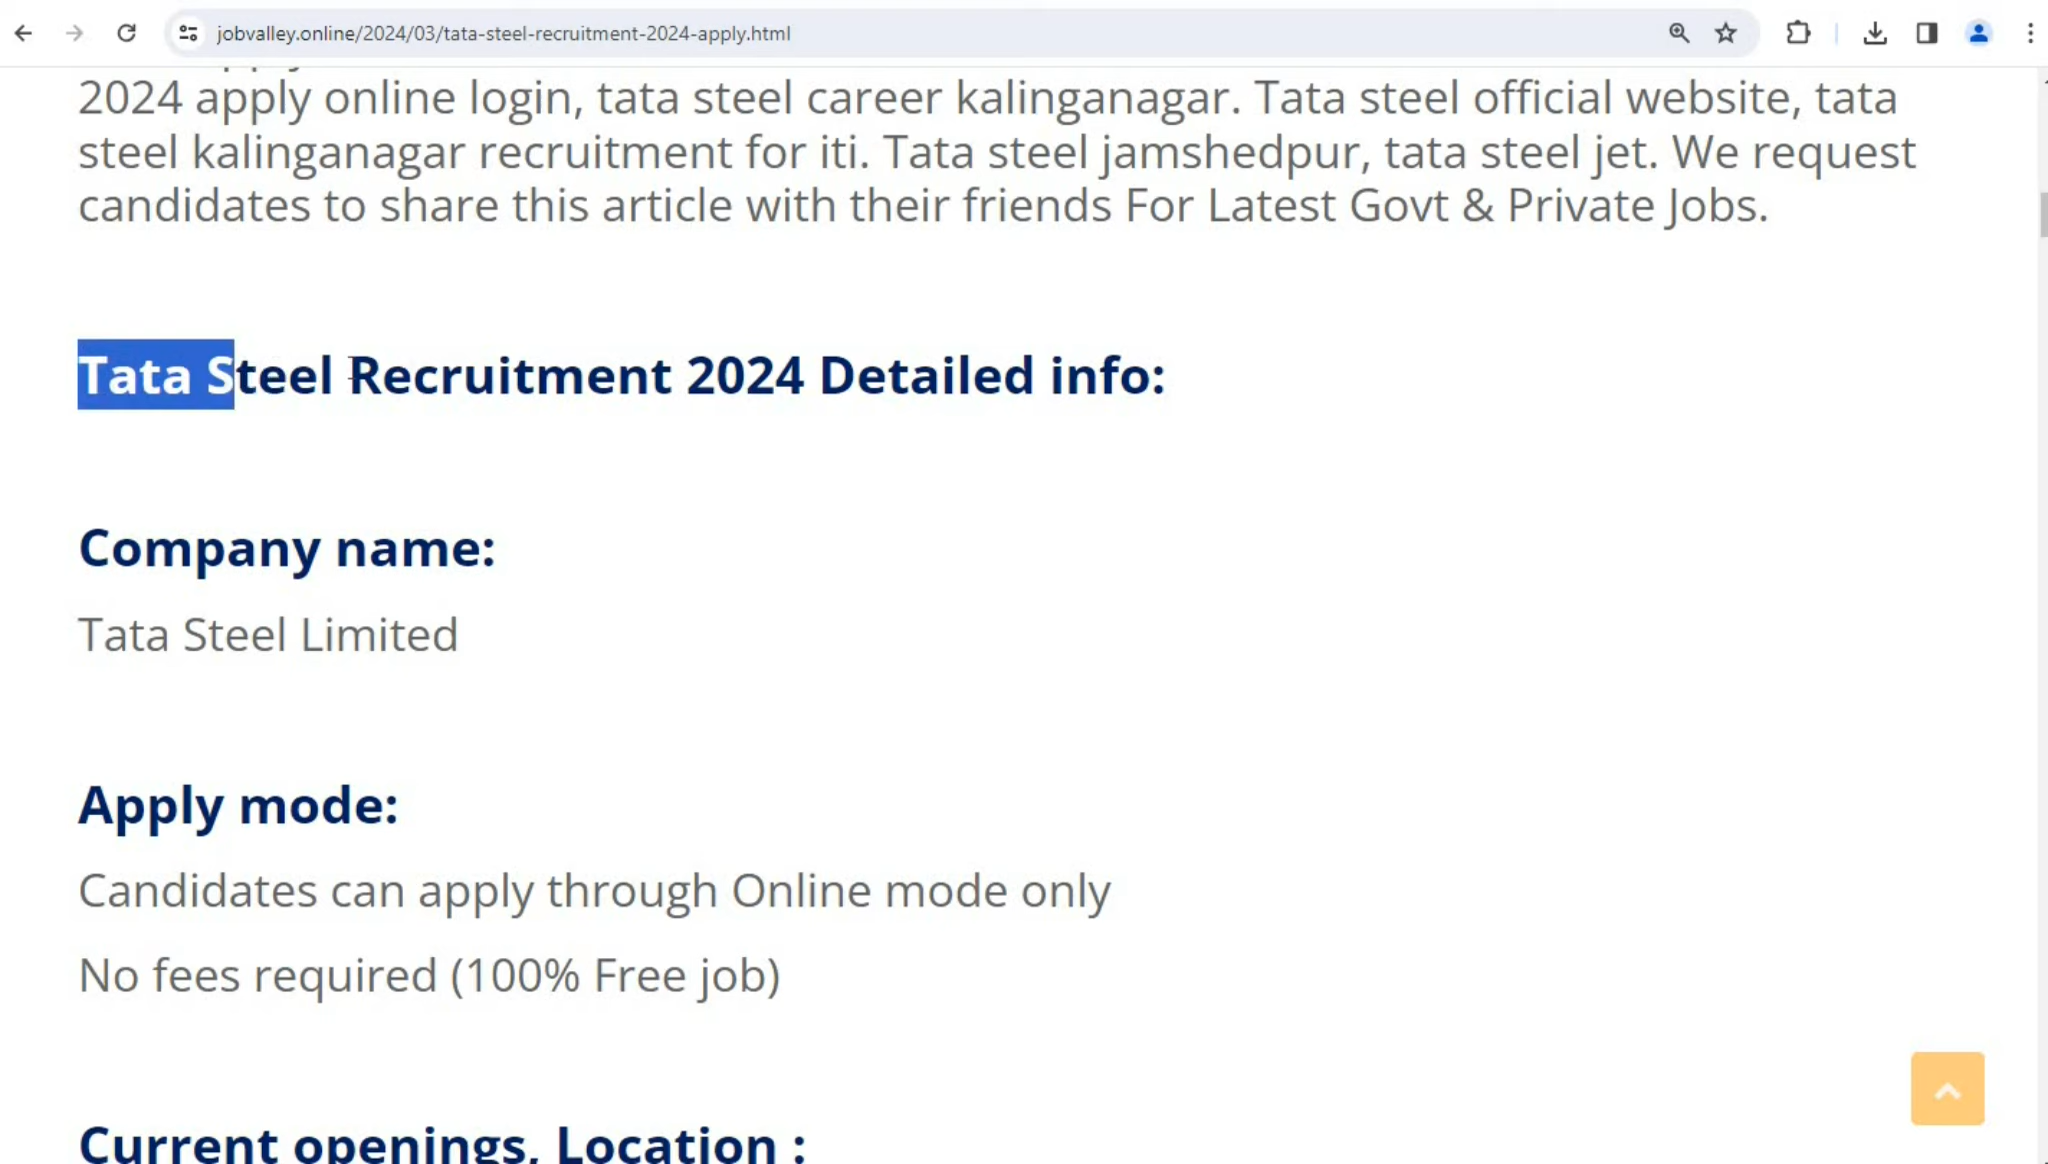 jobvalley.online/2024/03/tata-steel-recruitment-2024-apply.html
2024 apply online login, tata steel career kalinganagar. Tata steel official website, tata
steel kalinganagar recruitment for iti. Tata steel jamshedpur, tata steel jet. We request
candidates to share this article with their friends For Latest Govt & Private Jobs.
Tata Steel Recruitment 2024 Detailed info:
Company name:
Tata Steel Limited
Apply mode:
Candidates can apply through Online mode only
No fees required (100% Free job)
Current openings, Location :